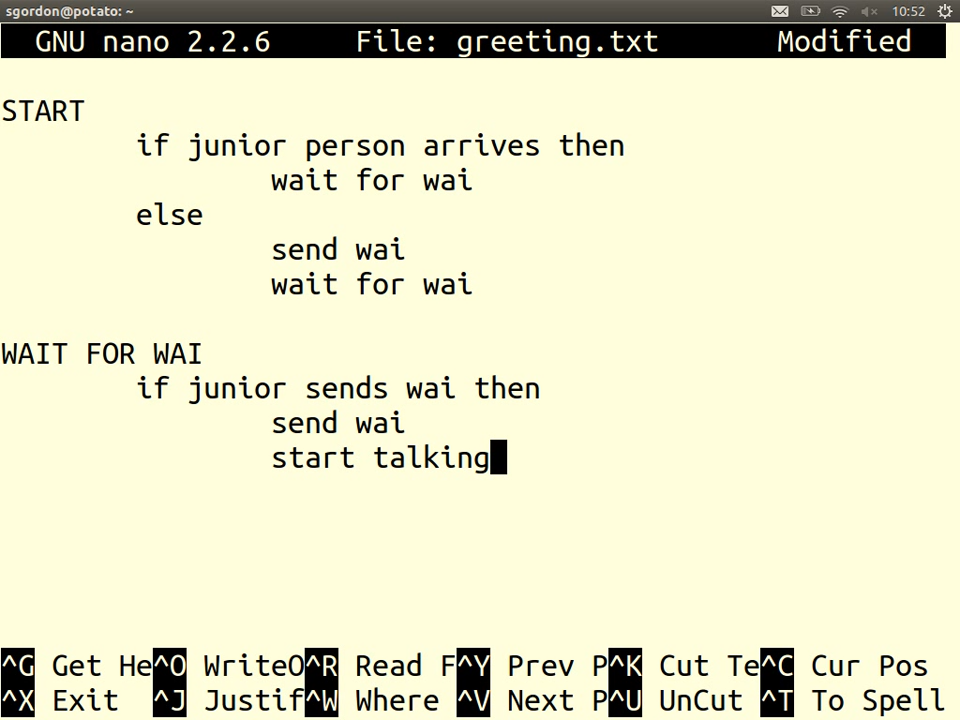 sgordon@potato: ~ 10:52
GNU nano 2.2.6 File: greeting.txt Modified
START
if junior person arrives then
wait for wai
else
send wai
wait for wai
WAIT FOR WAI
if junior sends wai then
send wai
start talking
^G Get He^O WriteO^R Read F^Y Prev P^K Cut Te^C Cur Pos
^X Exit ^J Justif^W Where ^V Next P^U UnCut ^T To Spell